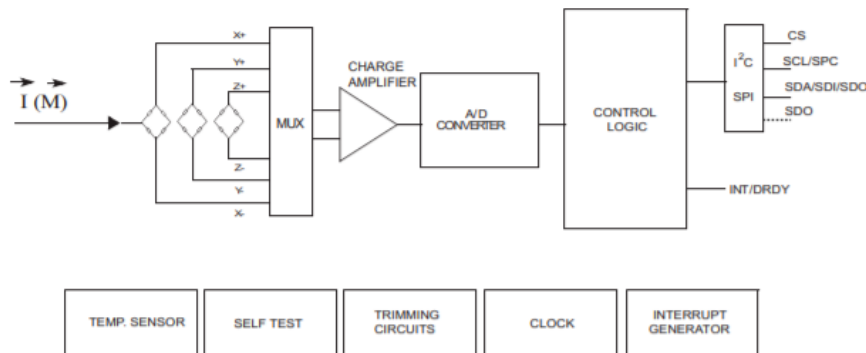 X+
Y+
Z+
I (M)
Z-
Y-
X-
MUX
CHARGE
AMPLIFIER
A/D
CONVERTER
CONTROL
LOGIC
I²C
SPI
CS
SCL/SPC
SDA/SDI/SDO
SDO
INT/DRDY
TEMP. SENSOR
SELF TEST
TRIMMING
CIRCUITS
CLOCK
INTERRUPT
GENERATOR